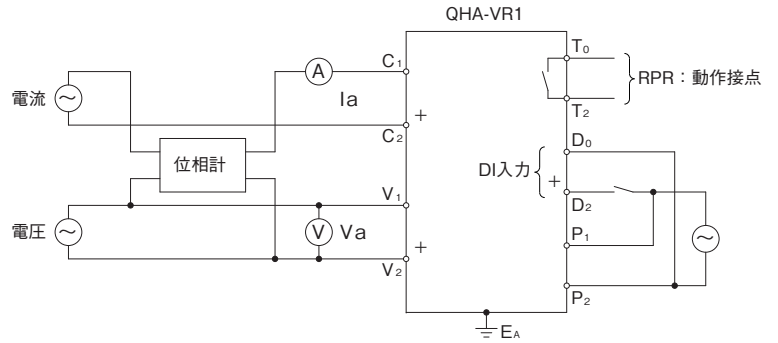 QHA-VR1
電流
A
Ia
C₁
+
C₂
位相計
電圧
V
Va
V₁
+
V₂
T₀
T₂
RPR：動作接点
DI入力
D₀
+
D₂
P₁
P₂
Eᴀ